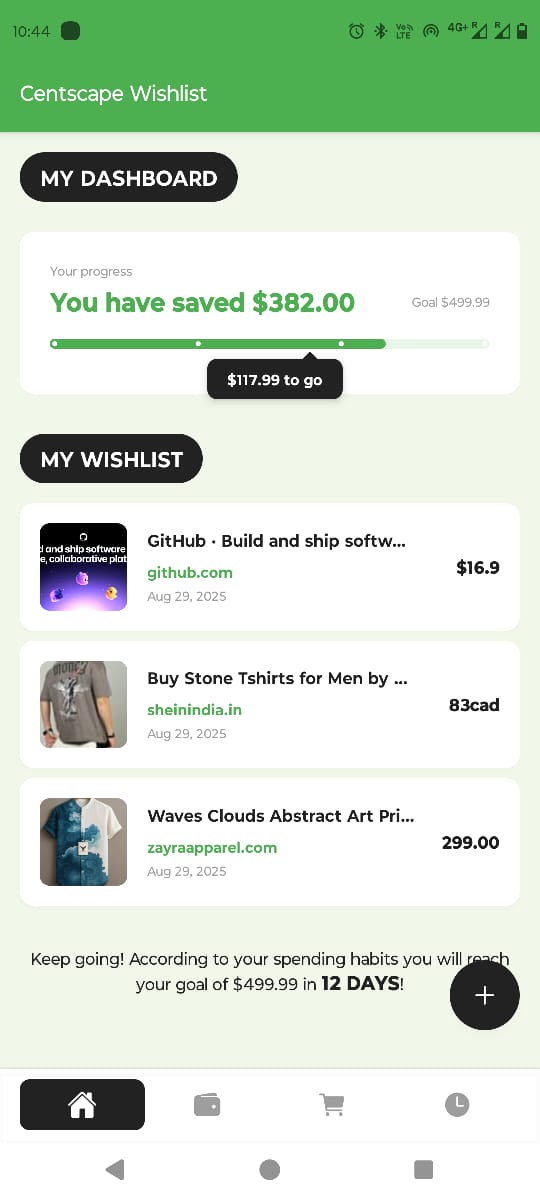 10:44
Vo LTE
4G+ R R
Centscape Wishlist
MY DASHBOARD
Your progress
You have saved $382.00
Goal $499.99
$117.99 to go
MY WISHLIST
d and ship software
e, collaborative plat
GitHub · Build and ship softw...
github.com
Aug 29, 2025
$16.9
Buy Stone Tshirts for Men by ...
sheinindia.in
Aug 29, 2025
83cad
Waves Clouds Abstract Art Pri...
zayraapparel.com
Aug 29, 2025
299.00
Keep going! According to your spending habits you will reach
your goal of $499.99 in 12 DAYS!
+